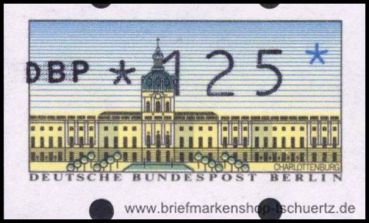 DBP *125*
CHARLOTTENBURG
DEUTSCHE BUNDESPOST BERLIN
www.briefmarkenshop-tschuertz.de